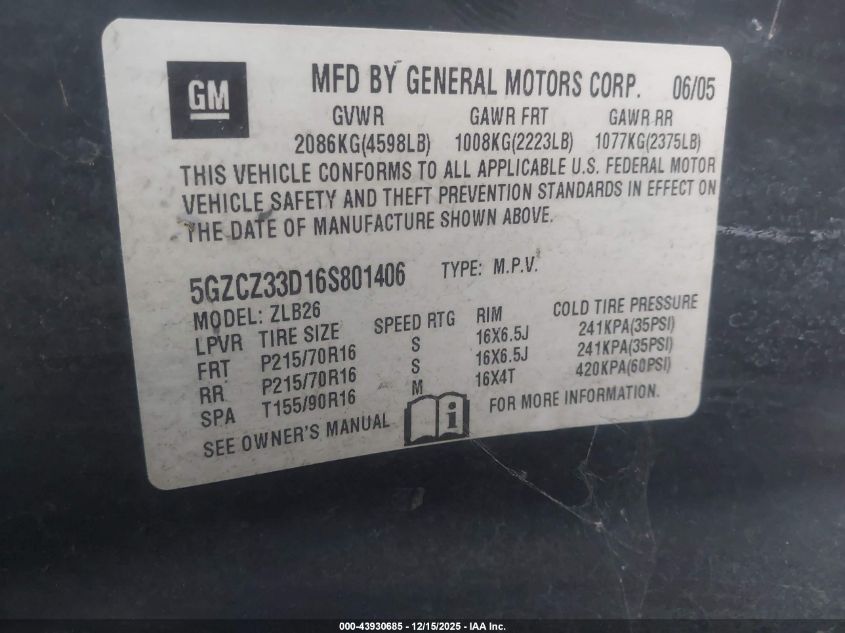 GM
MFD BY GENERAL MOTORS CORP. 06/05
GVWR GAWR FRT GAWR RR
2086KG(4598LB) 1008KG(2223LB) 1077KG(2375LB)
THIS VEHICLE CONFORMS TO ALL APPLICABLE U.S. FEDERAL MOTOR
VEHICLE SAFETY AND THEFT PREVENTION STANDARDS IN EFFECT ON
THE DATE OF MANUFACTURE SHOWN ABOVE.
5GZCZ33D16S801406 TYPE: M.P.V.
MODEL: ZLB26
LPVR TIRE SIZE SPEED RTG RIM COLD TIRE PRESSURE
FRT P215/70R16 S 16X6.5J 241KPA(35PSI)
RR P215/70R16 S 16X6.5J 241KPA(35PSI)
SPA T155/90R16 M 16X4T 420KPA(60PSI)
SEE OWNER'S MANUAL i FOR MORE INFORMATION.
000-43930685 - 12/15/2025 - IAA Inc.